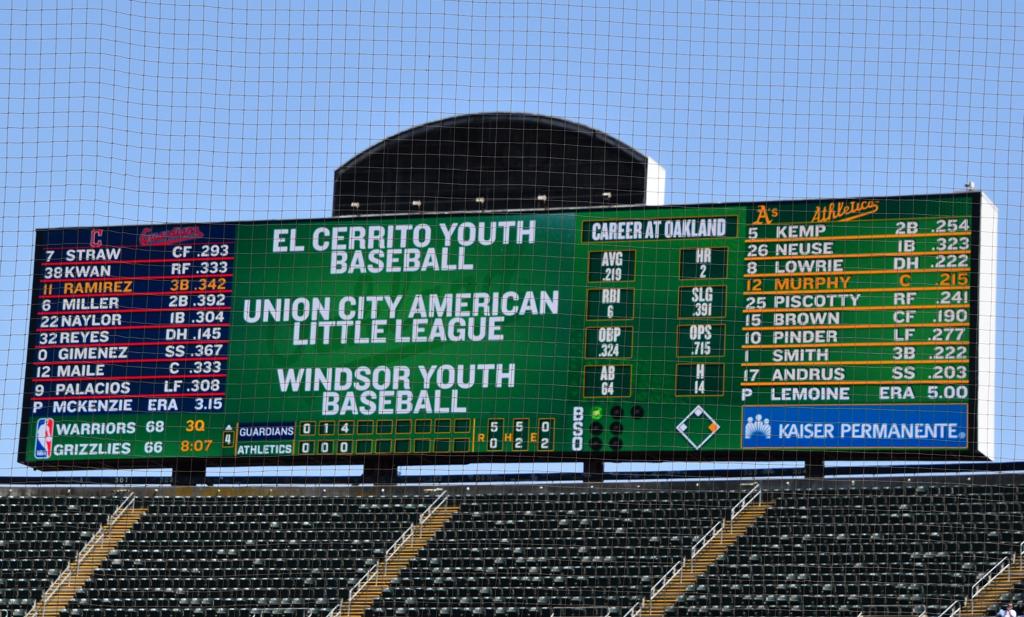 C Guardians
7 STRAW CF .293
38 KWAN RF .333
11 RAMIREZ 3B .342
6 MILLER 2B .392
22 NAYLOR 1B .304
32 REYES DH .145
0 GIMENEZ SS .367
12 MAILE C .333
9 PALACIOS LF .308
P MCKENZIE ERA 3.15
WARRIORS 68 3Q
GRIZZLIES 66 8:07
EL CERRITO YOUTH
BASEBALL
UNION CITY AMERICAN
LITTLE LEAGUE
WINDSOR YOUTH
BASEBALL
4
GUARDIANS 0 1 4
ATHLETICS 0 0 0
R H E
5 5 0
0 2 2
CAREER AT OAKLAND
AVG HR
.219 2
RBI SLG
6 .391
OBP OPS
.324 .715
AB H
64 14
B
S
O
A's Athletics
5 KEMP 2B .254
26 NEUSE 1B .323
8 LOWRIE DH .222
12 MURPHY C .215
25 PISCOTTY RF .241
15 BROWN CF .190
10 PINDER LF .277
1 SMITH 3B .222
17 ANDRUS SS .203
P LEMOINE ERA 5.00
KAISER PERMANENTE®